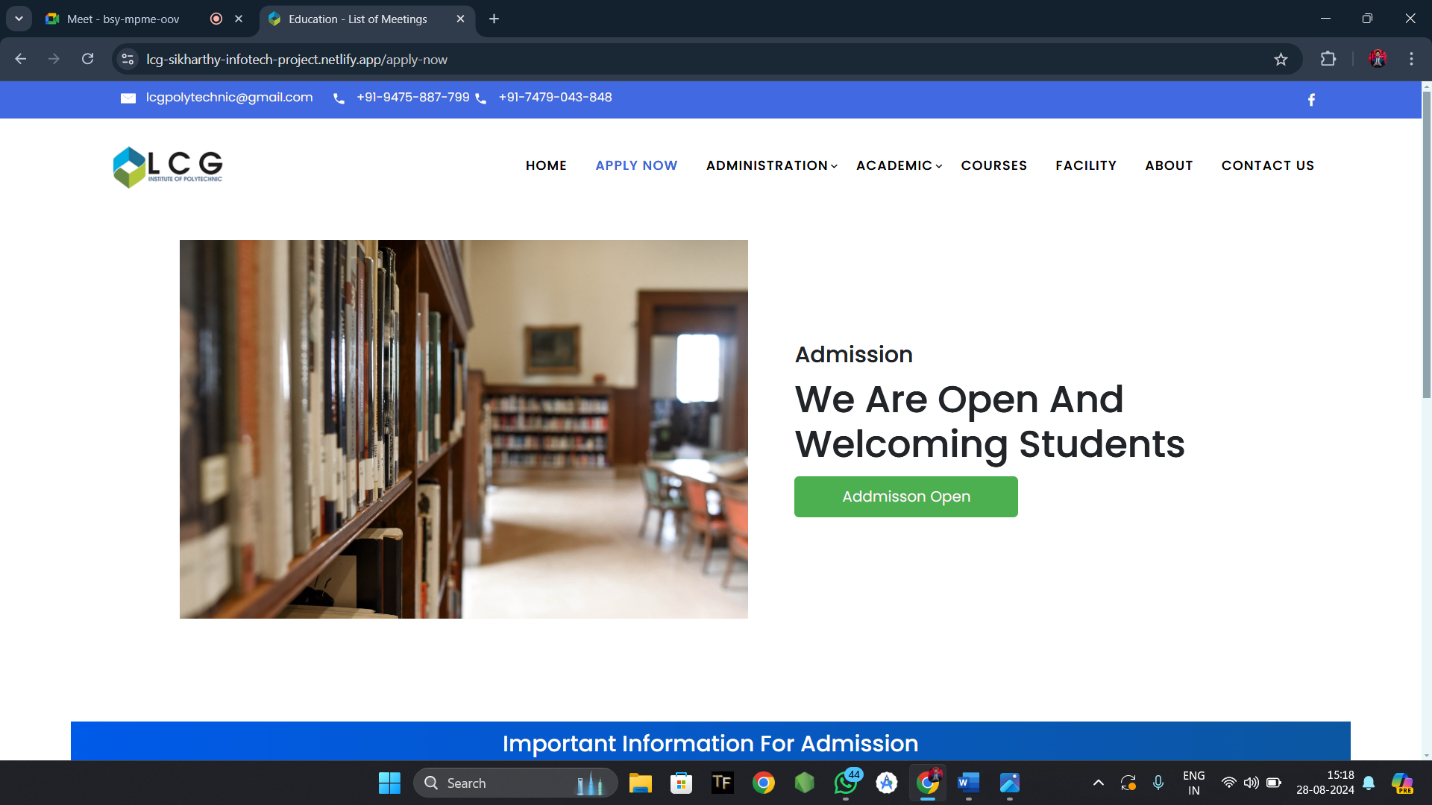 Meet - bsy-mpme-oov
Education - List of Meetings
lcg-sikharthy-infotech-project.netlify.app/apply-now
lcgpolytechnic@gmail.com +91-9475-887-799 +91-7479-043-848
LCG
INSTITUTE OF POLYTECHNIC
HOME APPLY NOW ADMINISTRATION ACADEMIC COURSES FACILITY ABOUT CONTACT US
Admission
We Are Open And
Welcoming Students
Addmisson Open
Important Information For Admission
Search
TF
44
W
PRE
ENG
IN
15:18
28-08-2024